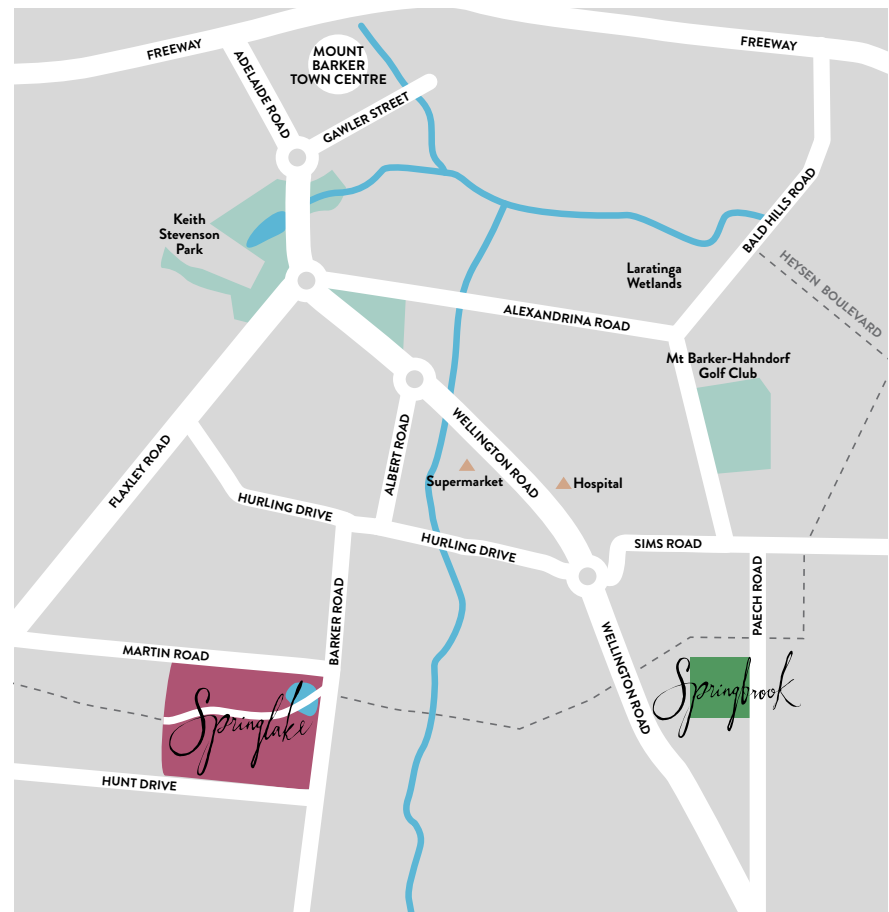 FREEWAY
FREEWAY
MOUNT
BARKER
TOWN CENTRE
ADELAIDE ROAD
GAWLER STREET
Keith
Stevenson
Park
BALD HILLS ROAD
HEYSEN BOULEVARD
Laratinga
Wetlands
ALEXANDRINA ROAD
Mt Barker-Hahndorf
Golf Club
FLAXLEY ROAD
ALBERT ROAD
WELLINGTON ROAD
Supermarket
Hospital
HURLING DRIVE
HURLING DRIVE
SIMS ROAD
PAECH ROAD
BARKER ROAD
MARTIN ROAD
WELLINGTON ROAD
Springlake
Springbrook
HUNT DRIVE